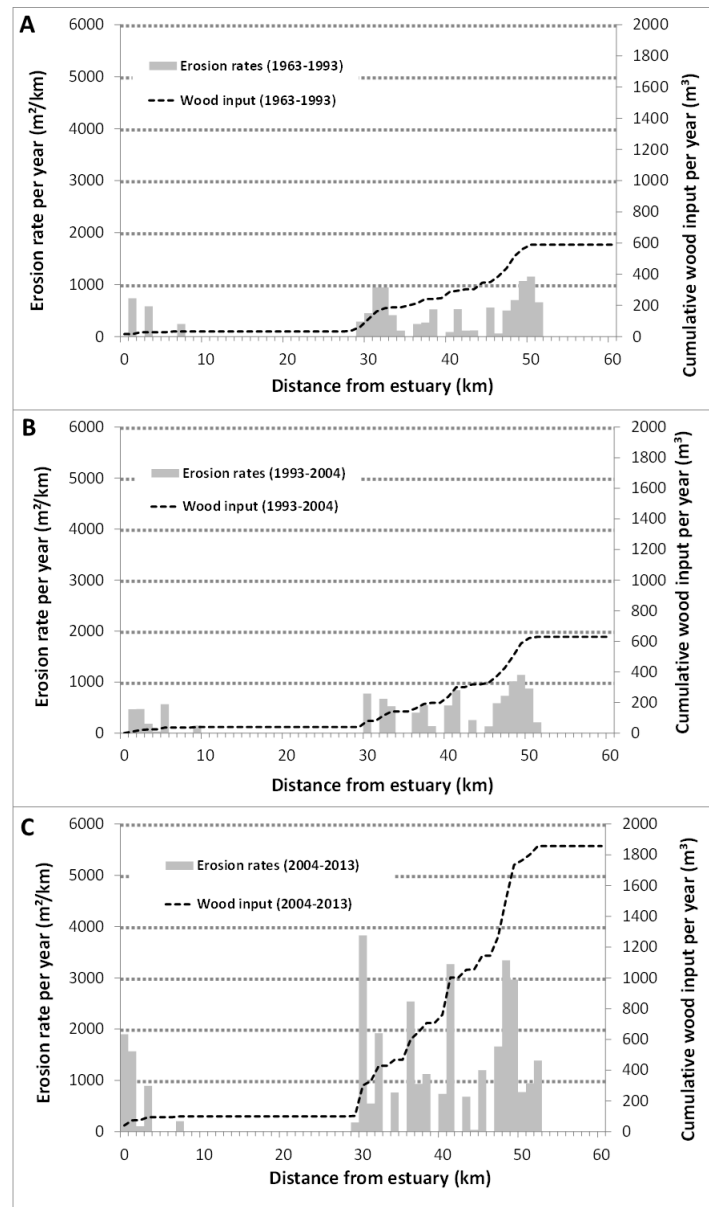 A
Erosion rate per year (m²/km)
6000
5000
4000
3000
2000
1000
0
Erosion rates (1963-1993)
Wood input (1963-1993)
2000
1800
1600
1400
1200
1000
800
600
400
200
0
Cumulative wood input per year (m³)
0 10 20 30 40 50 60
Distance from estuary (km)
B
Erosion rate per year (m²/km)
6000
5000
4000
3000
2000
1000
0
Erosion rates (1993-2004)
Wood input (1993-2004)
2000
1800
1600
1400
1200
1000
800
600
400
200
0
Cumulative wood input per year (m³)
0 10 20 30 40 50 60
Distance from estuary (km)
C
Erosion rate per year (m²/km)
6000
5000
4000
3000
2000
1000
0
Erosion rates (2004-2013)
Wood input (2004-2013)
2000
1800
1600
1400
1200
1000
800
600
400
200
0
Cumulative wood input per year (m³)
0 10 20 30 40 50 60
Distance from estuary (km)